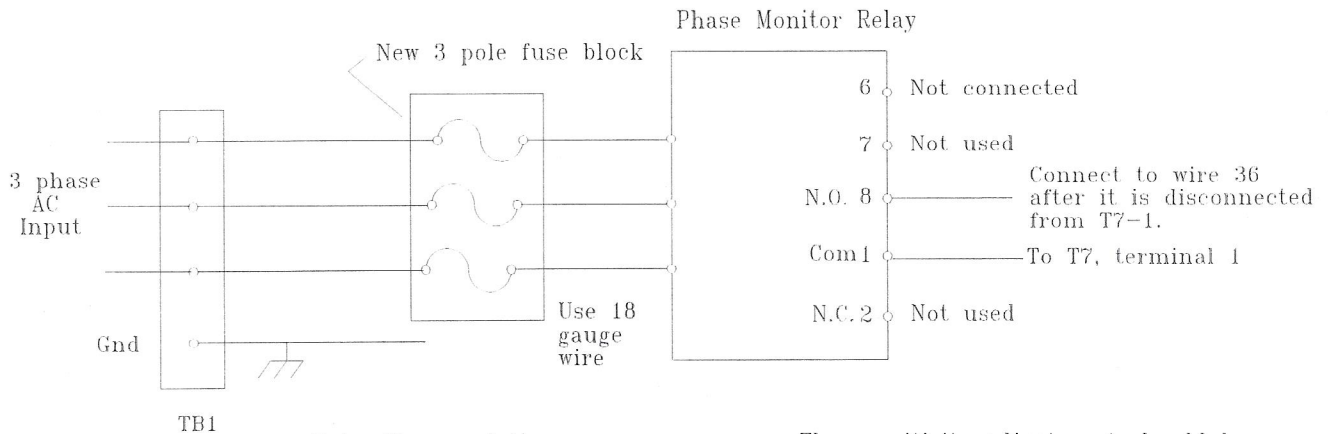 Phase Monitor Relay
New 3 pole fuse block
6 Not connected
7 Not used
3 phase
AC
Input
N.O. 8
Connect to wire 36
after it is disconnected
from T7-1.
Com 1
To T7, terminal 1
N.C. 2 Not used
Use 18
gauge
wire
Gnd
TB1